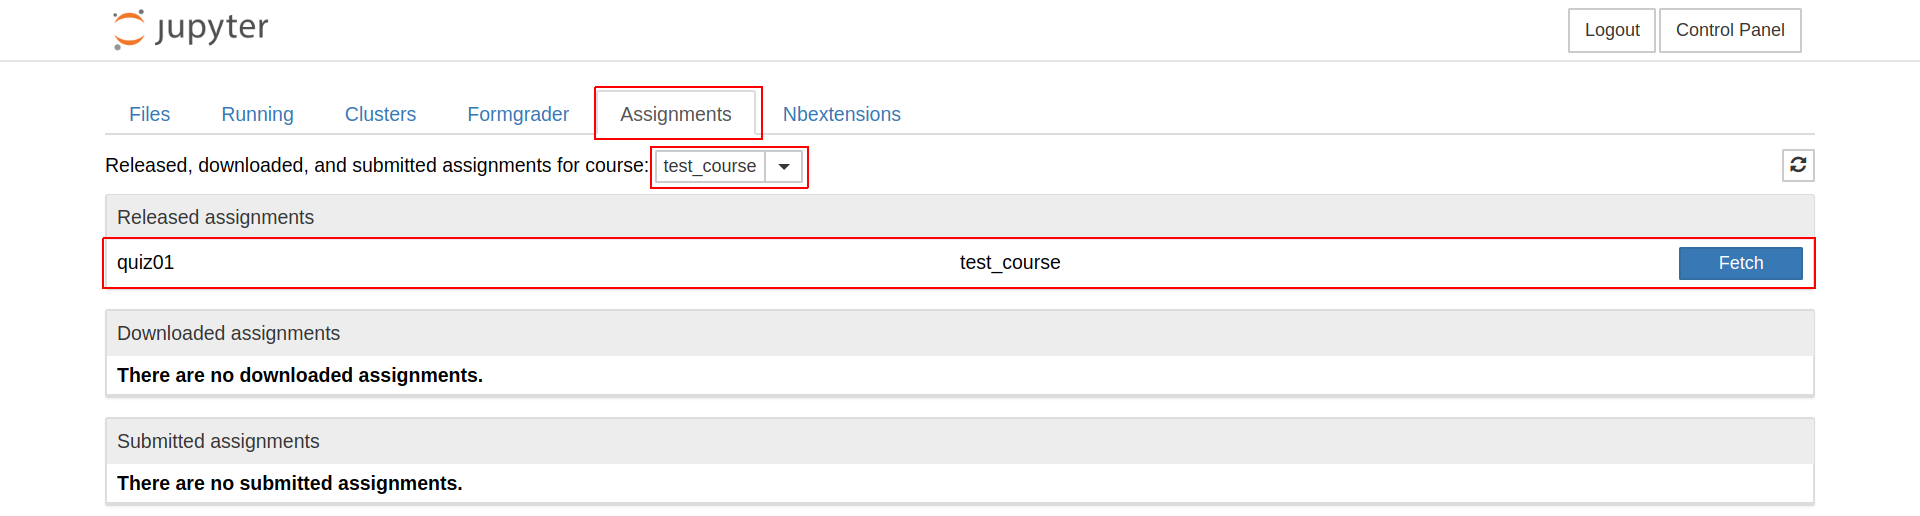 jupyter
Logout Control Panel
Files Running Clusters Formgrader Assignments Nbextensions
Released, downloaded, and submitted assignments for course: test_course
Released assignments
quiz01 test_course Fetch
Downloaded assignments
There are no downloaded assignments.
Submitted assignments
There are no submitted assignments.